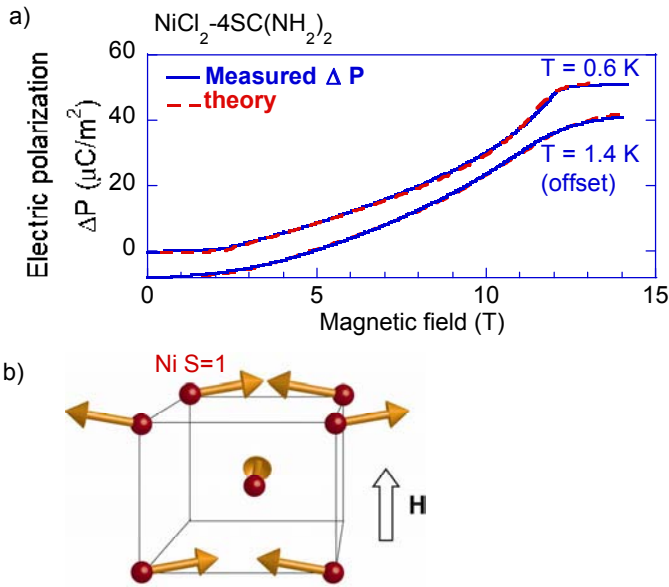 a)
NiCl2-4SC(NH2)2
Electric polarization
ΔP (μC/m2)
60
40
20
0
Measured Δ P
theory
T = 0.6 K
T = 1.4 K
(offset)
0
5
10
15
Magnetic field (T)
b)
Ni S=1
H